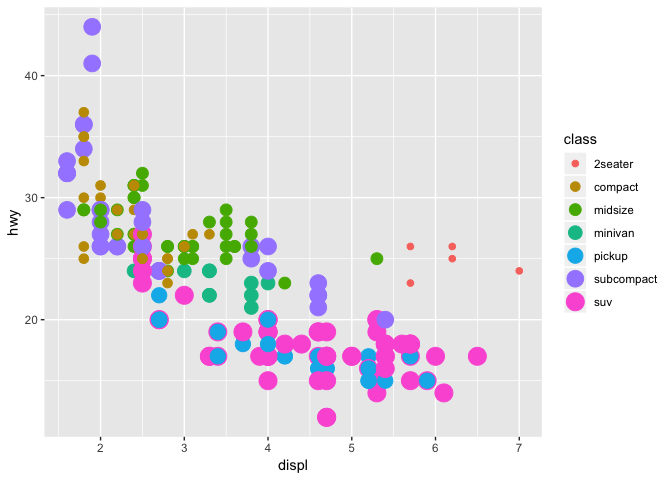 hwy
40
30
20
2
3
4
5
6
7
displ
class
2seater
compact
midsize
minivan
pickup
subcompact
suv